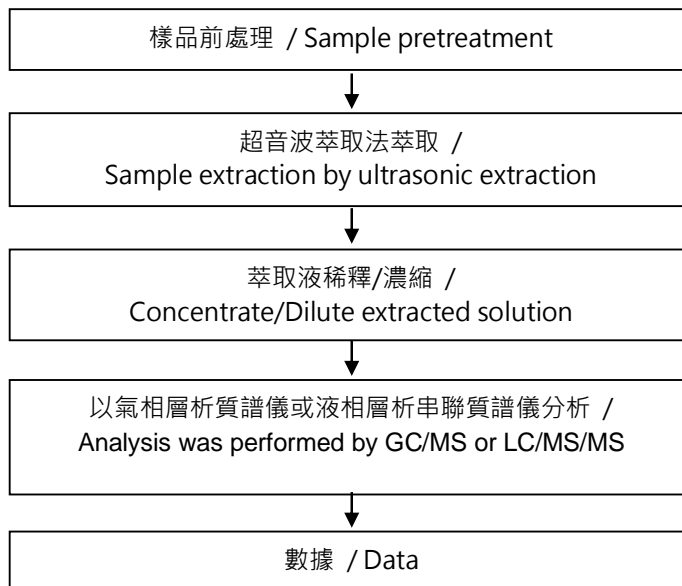 樣品前處理 / Sample pretreatment
超音波萃取法萃取 /
Sample extraction by ultrasonic extraction
萃取液稀釋/濃縮 /
Concentrate/Dilute extracted solution
以氣相層析質譜儀或液相層析串聯質譜儀分析 /
Analysis was performed by GC/MS or LC/MS/MS
數據 / Data